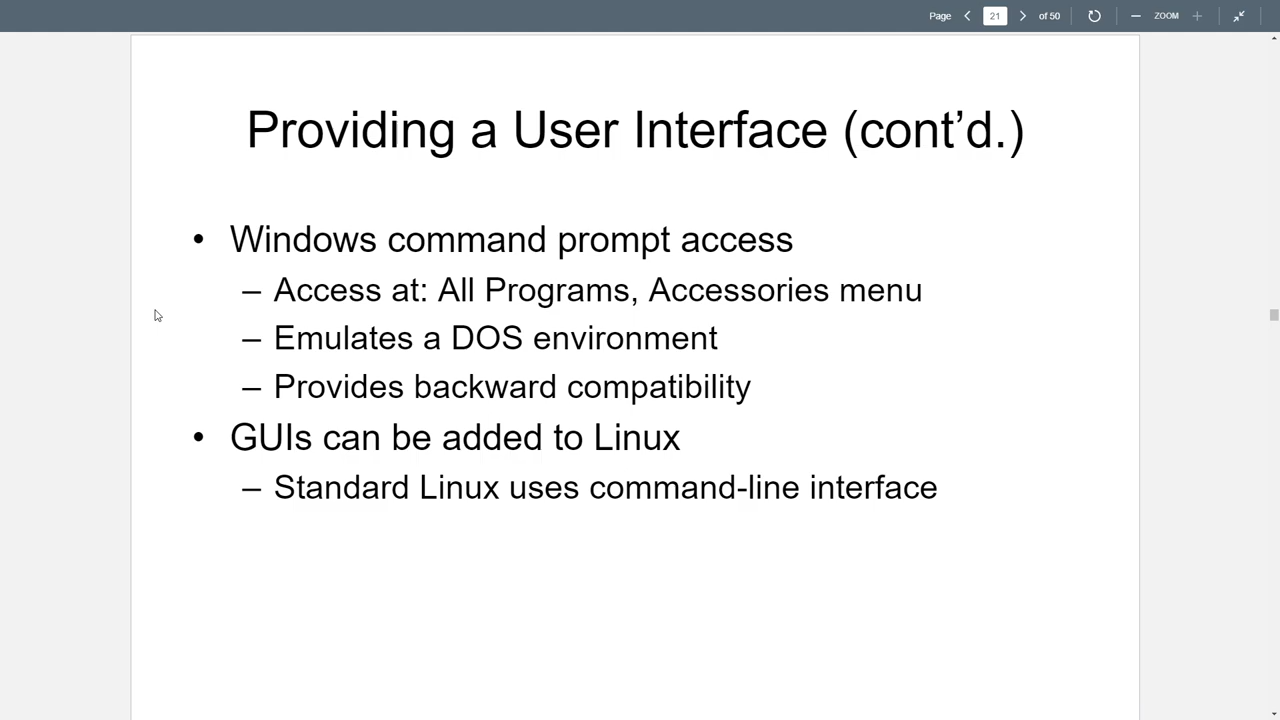 Page 21 of 50 ZOOM
Providing a User Interface (cont’d.)
• Windows command prompt access
– Access at: All Programs, Accessories menu
– Emulates a DOS environment
– Provides backward compatibility
• GUIs can be added to Linux
– Standard Linux uses command-line interface